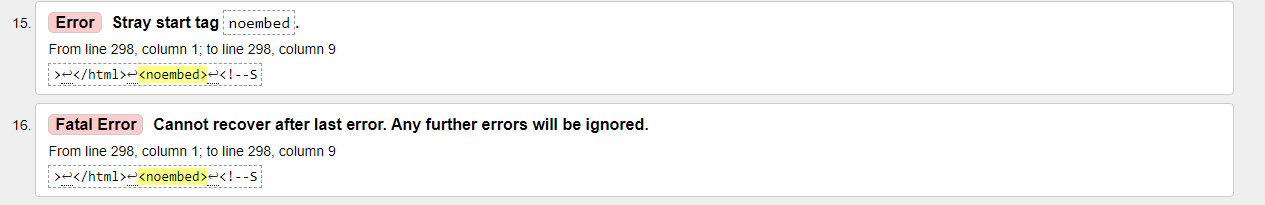 15. Error Stray start tag noembed.
From line 298, column 1; to line 298, column 9
>↩</html>↩<noembed>↩<!--S
16. Fatal Error Cannot recover after last error. Any further errors will be ignored.
From line 298, column 1; to line 298, column 9
>↩</html>↩<noembed>↩<!--S